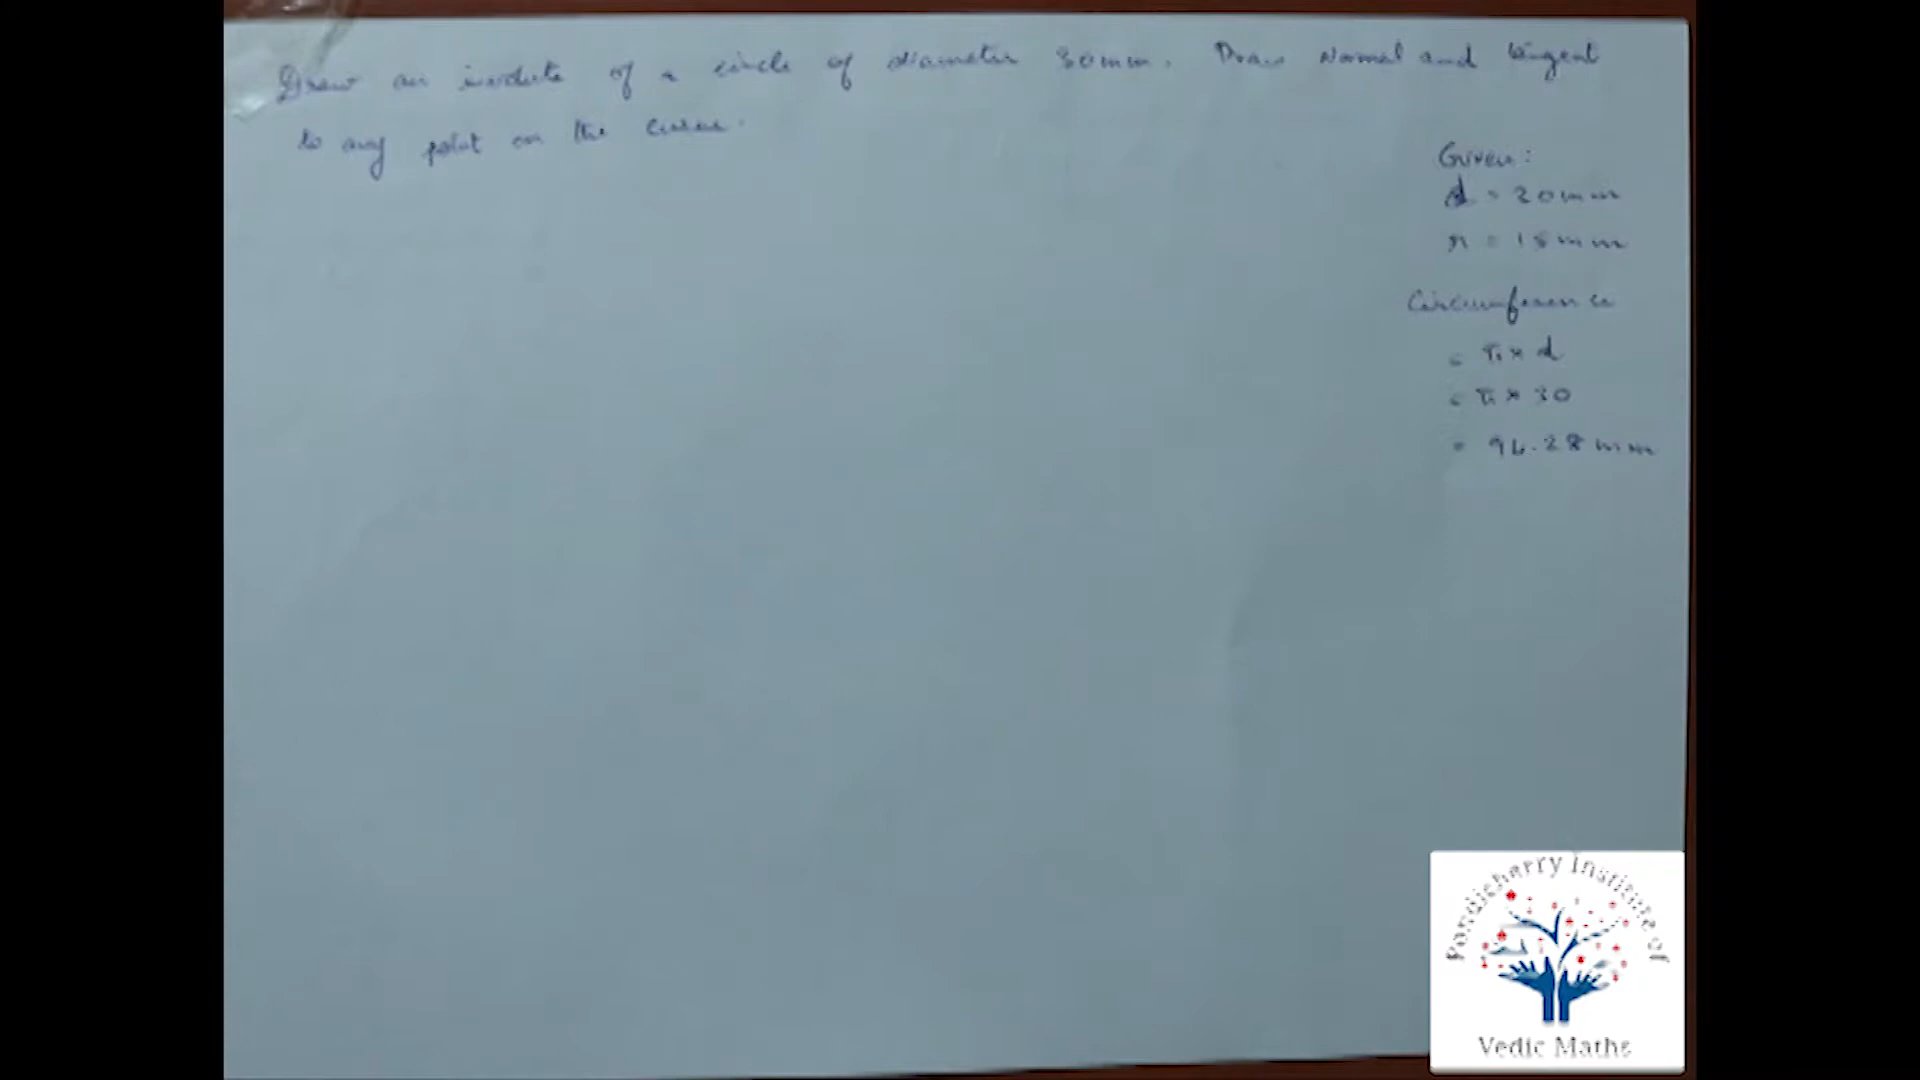 Draw an involute of a circle of diameter 30mm. Draw Normal and tangent
to any point on the curve.
Given:
d = 30mm
r = 15mm
Circumference
= π × d
= π × 30
= 94.28 mm
Pondicherry Institute of
Vedic Maths